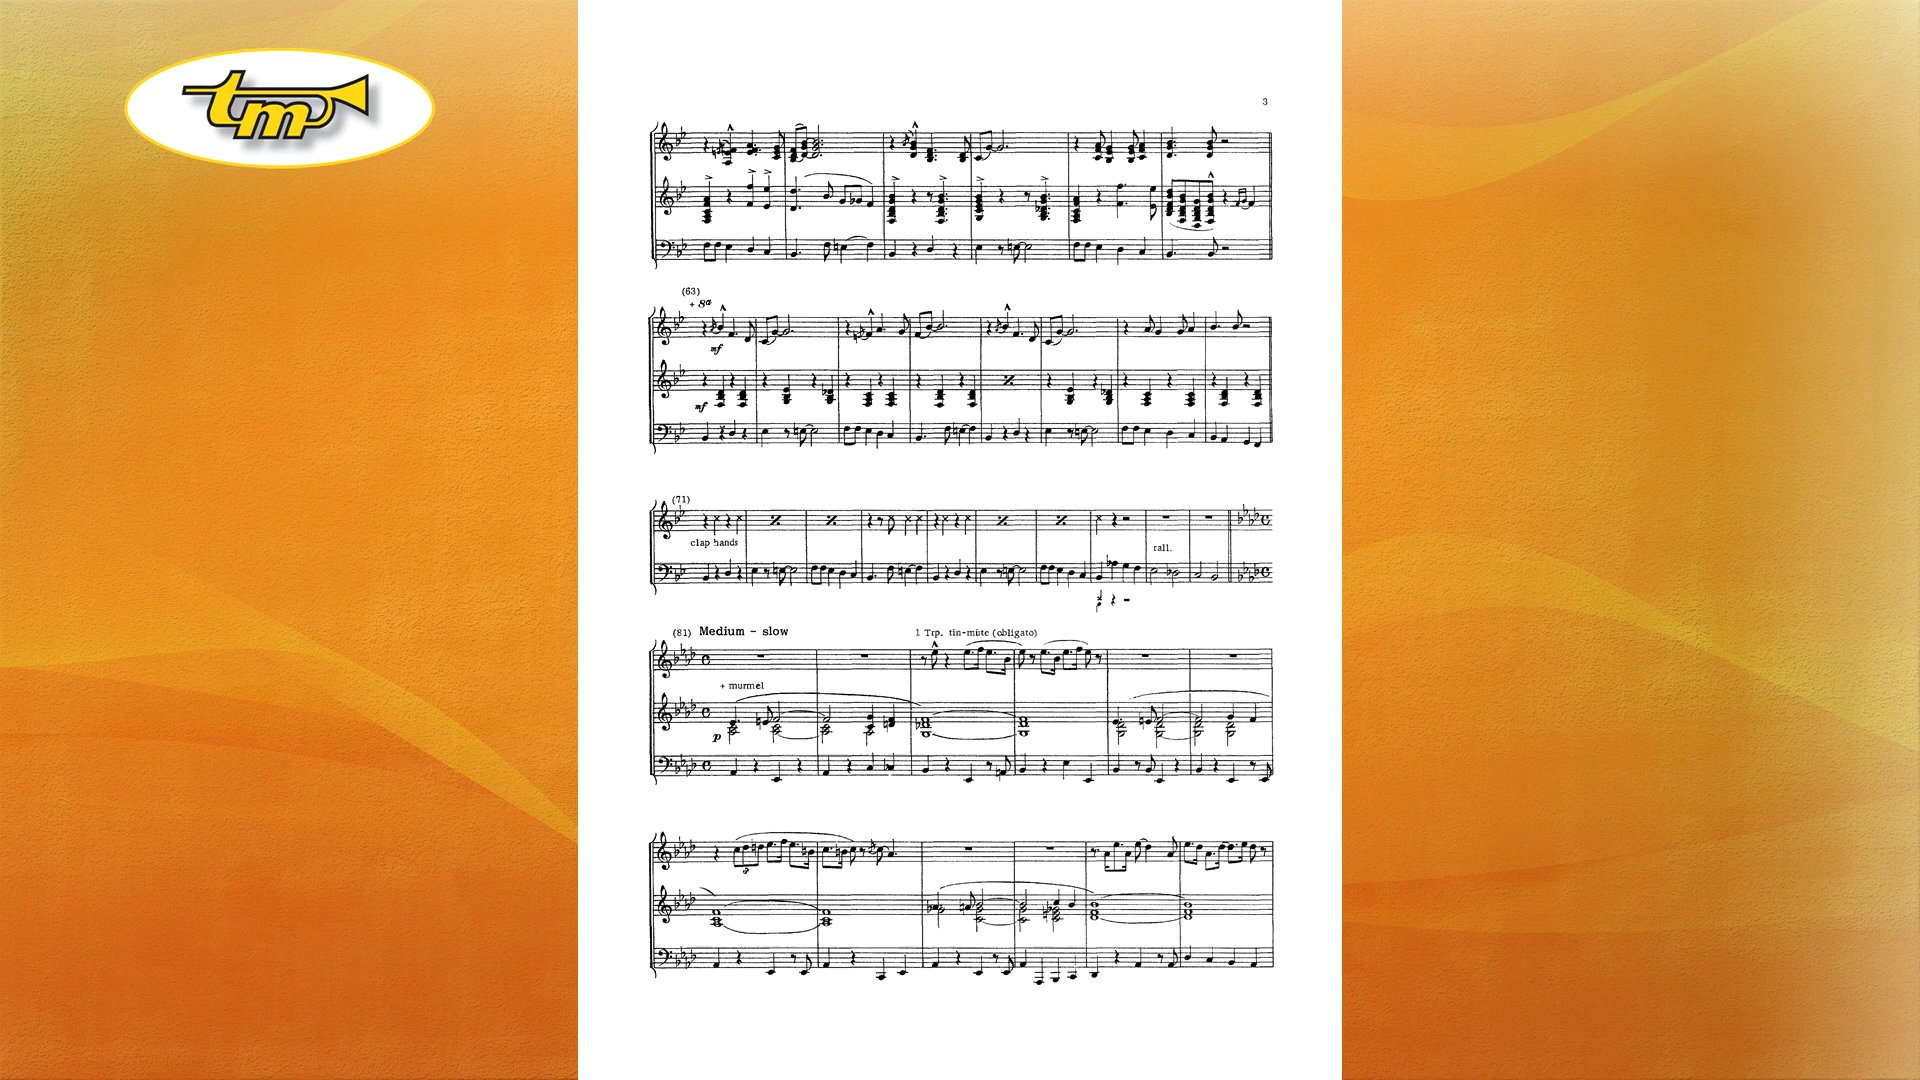 tm
3
(63)
+ 8a
mf
mf
(71)
clap hands
rall.
(81) Medium - slow
1 Trp. tin-mute (obligato)
+ murmel
p
3